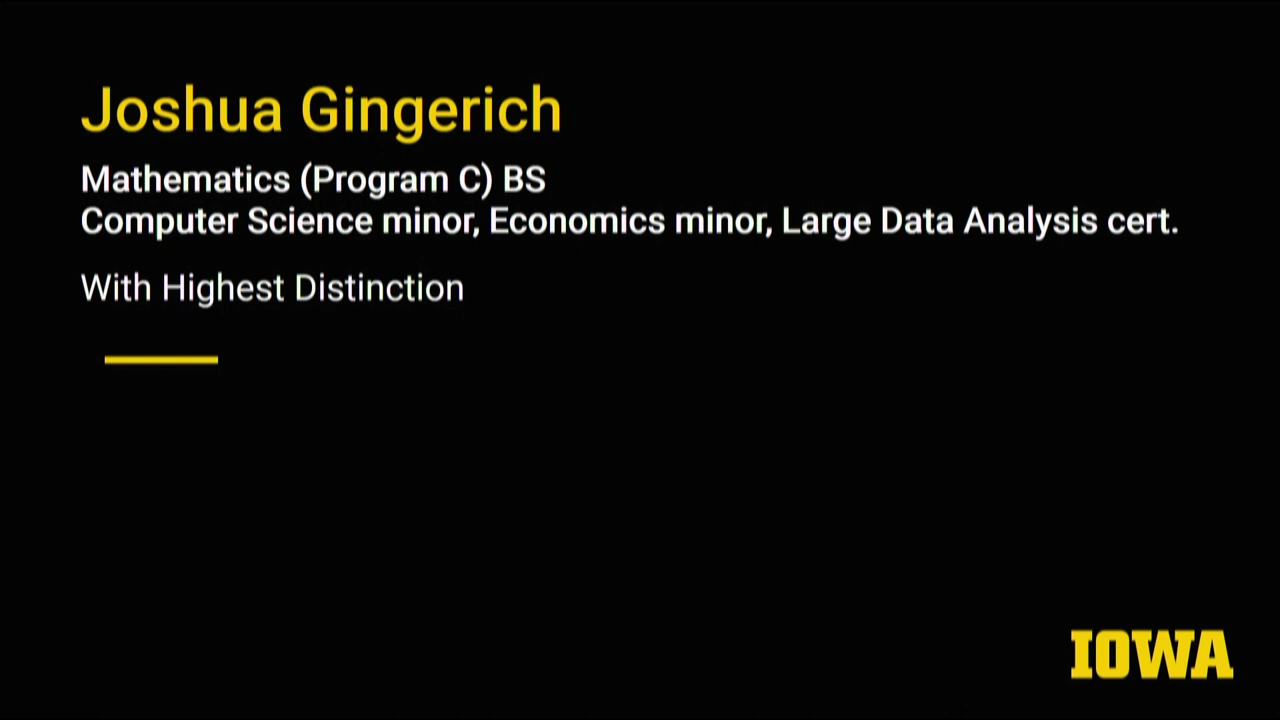 Joshua Gingerich
Mathematics (Program C) BS
Computer Science minor, Economics minor, Large Data Analysis cert.
With Highest Distinction
IOWA